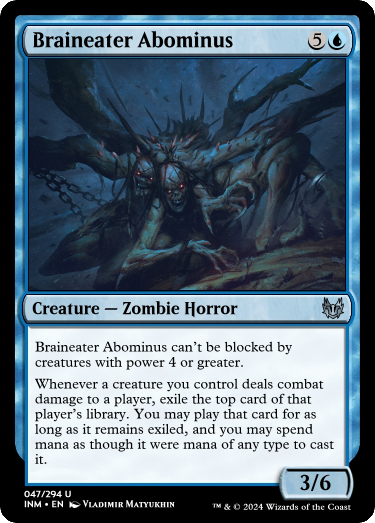 Braineater Abominus 5
Creature — Zombie Horror
Braineater Abominus can't be blocked by
creatures with power 4 or greater.
Whenever a creature you control deals combat
damage to a player, exile the top card of that
player's library. You may play that card for as
long as it remains exiled, and you may spend
mana as though it were mana of any type to cast
it.
3/6
047/294 U
INM • EN Vladimir Matyukhin
™ & © 2024 Wizards of the Coast